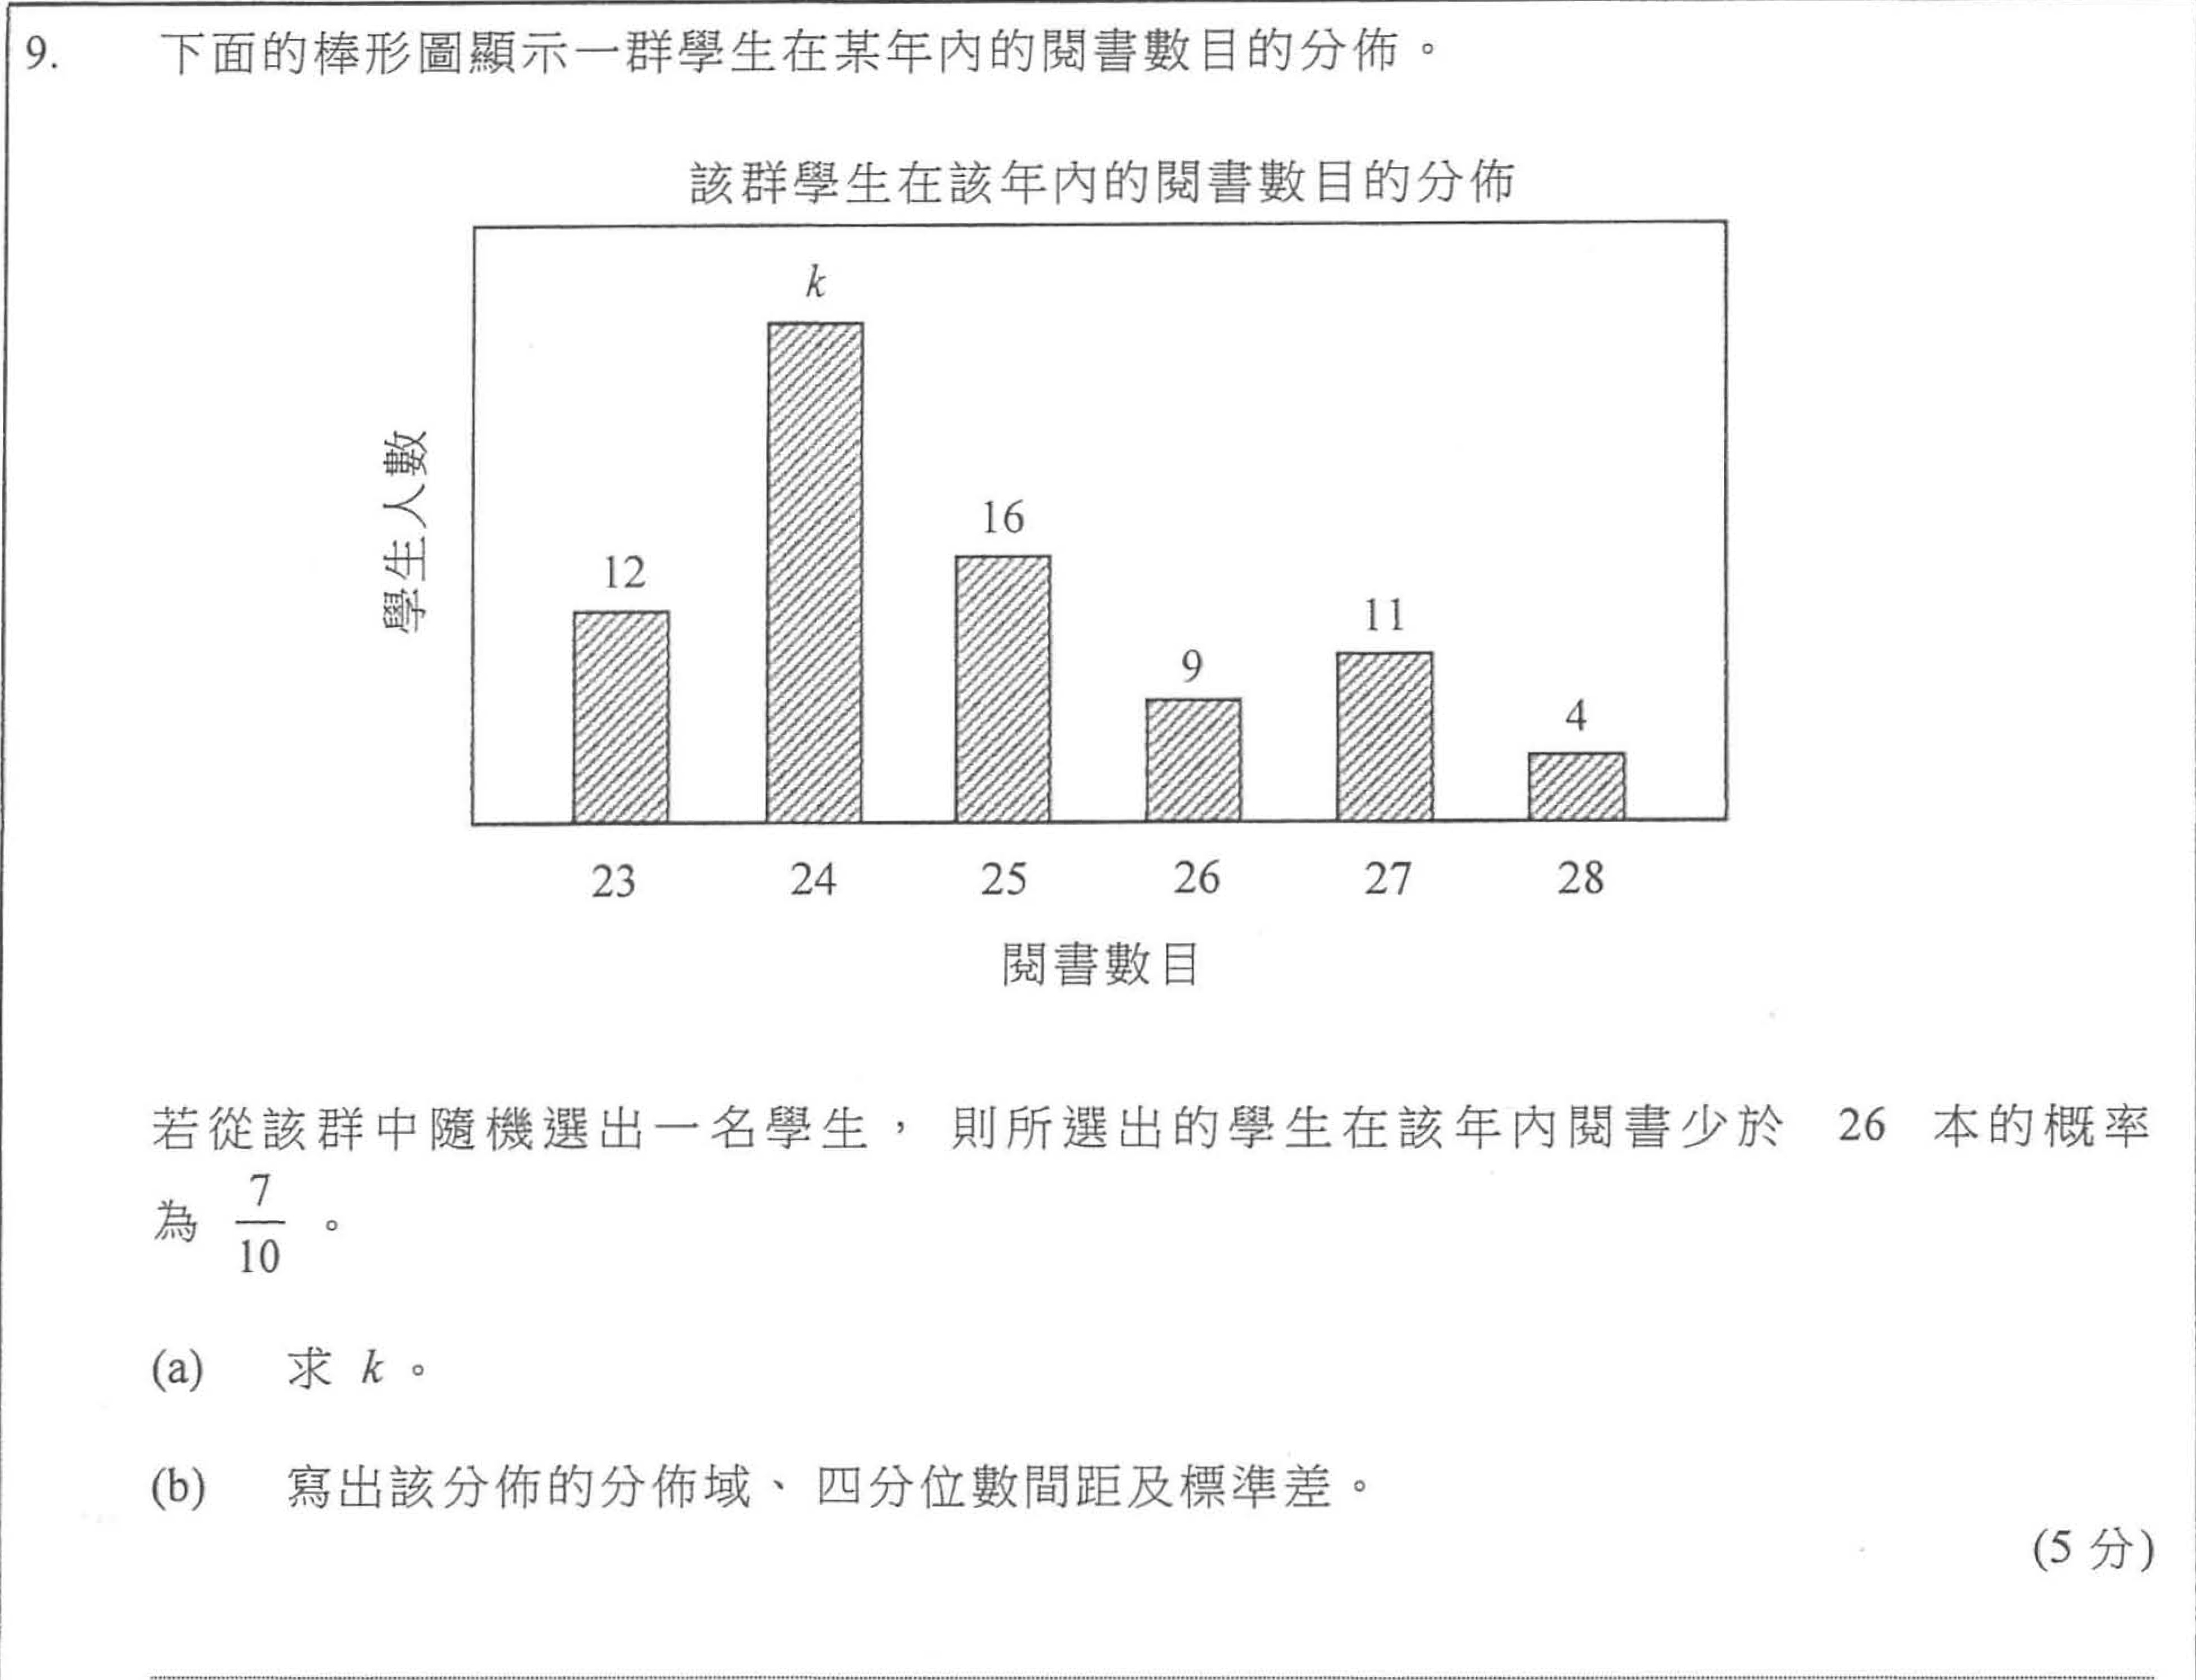 9. 下面的棒形圖顯示一群學生在某年內的閱書數目的分佈。
該群學生在該年內的閱書數目的分佈
學生人數
k
12
16
9
11
4
23 24 25 26 27 28
閱書數目
若從該群中隨機選出一名學生， 則所選出的學生在該年內閱書少於 26 本的概率
為 7/10 。
(a) 求 k 。
(b) 寫出該分佈的分佈域、四分位數間距及標準差。
(5 分)